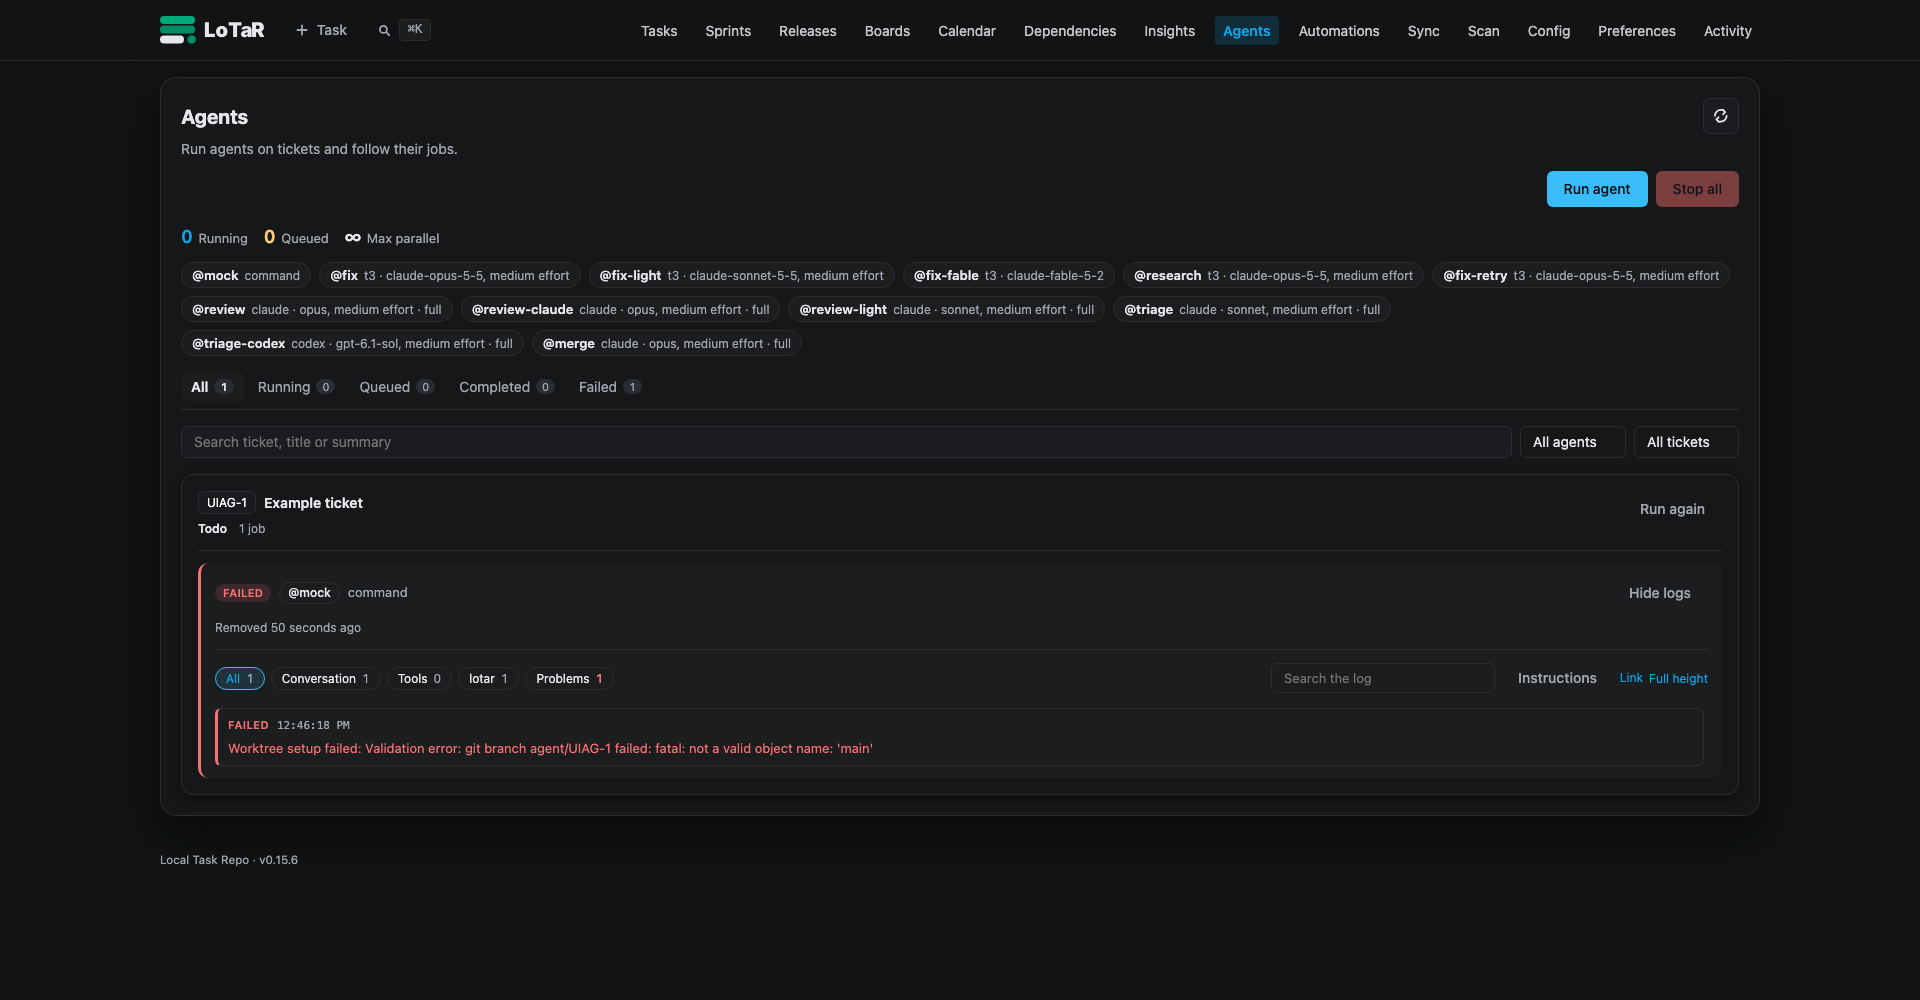 LoTaR + Task ⌘K Tasks Sprints Releases Boards Calendar Dependencies Insights Agents Automations Sync Scan Config Preferences Activity
Agents
Run agents on tickets and follow their jobs.
Run agent Stop all
0 Running 0 Queued ∞ Max parallel
@mock command @fix t3 · claude-opus-5-5, medium effort @fix-light t3 · claude-sonnet-5-5, medium effort @fix-fable t3 · claude-fable-5-2 @research t3 · claude-opus-5-5, medium effort @fix-retry t3 · claude-opus-5-5, medium effort
@review claude · opus, medium effort · full @review-claude claude · opus, medium effort · full @review-light claude · sonnet, medium effort · full @triage claude · sonnet, medium effort · full
@triage-codex codex · gpt-6.1-sol, medium effort · full @merge claude · opus, medium effort · full
All 1 Running 0 Queued 0 Completed 0 Failed 1
Search ticket, title or summary All agents All tickets
UIAG-1 Example ticket
Run again
Todo 1 job
FAILED @mock command Hide logs
Removed 50 seconds ago
All 1 Conversation 1 Tools 0 lotar 1 Problems 1 Search the log Instructions Link Full height
FAILED 12:46:18 PM
Worktree setup failed: Validation error: git branch agent/UIAG-1 failed: fatal: not a valid object name: 'main'
Local Task Repo · v0.15.6